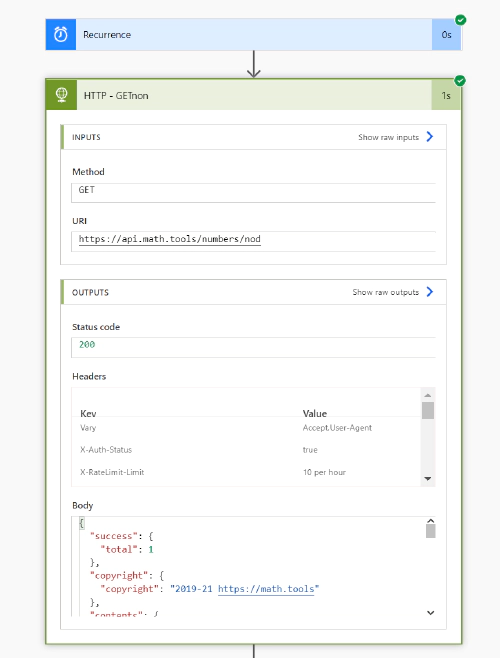 Recurrence 0s
HTTP - GETnon 1s
INPUTS Show raw inputs
Method
GET
URI
https://api.math.tools/numbers/nod
OUTPUTS Show raw outputs
Status code
200
Headers
Key Value
Vary Accept,User-Agent
X-Auth-Status true
X-RateLimit-Limit 10 per hour
Body
{
"success": {
"total": 1
},
"copyright": {
"copyright": "2019-21 https://math.tools"
},
"contents": {